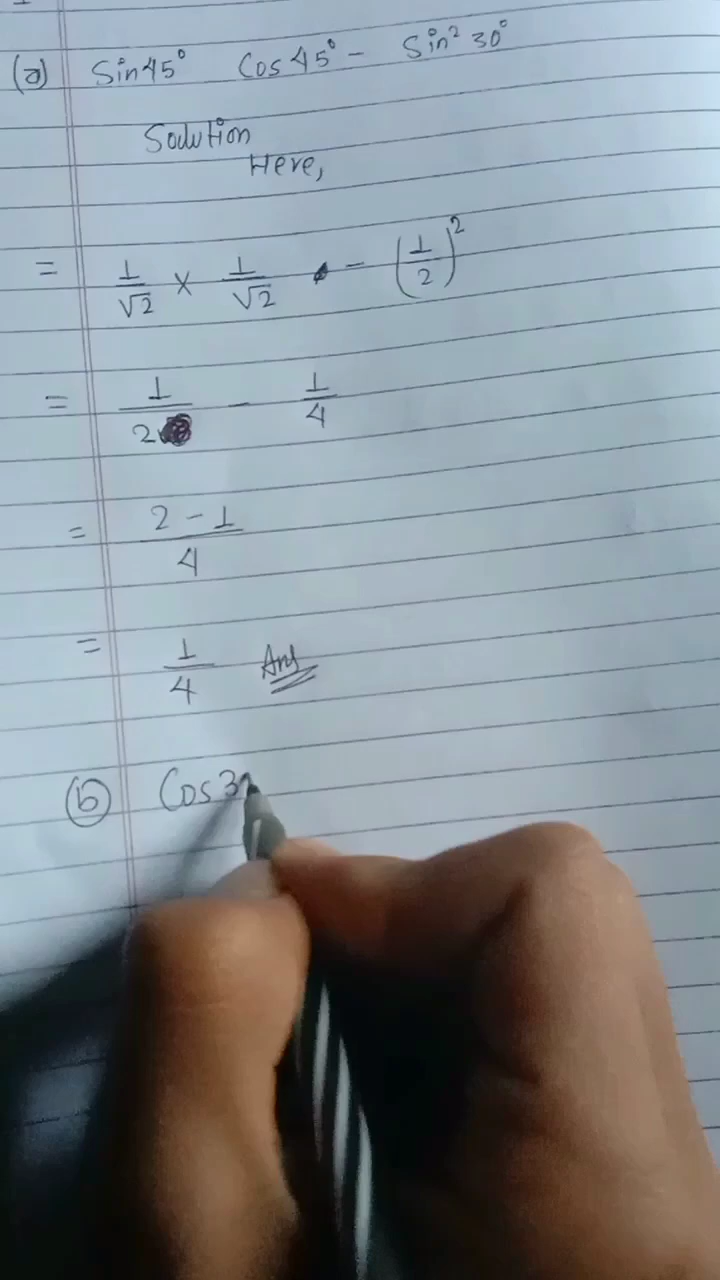 (a) Sin45° Cos45° - Sin² 30°
Solution
Here,
= 1/√2 × 1/√2 - (1/2)²
= 1/2 - 1/4
= 2-1/4
= 1/4 Ans
(b) Cos3